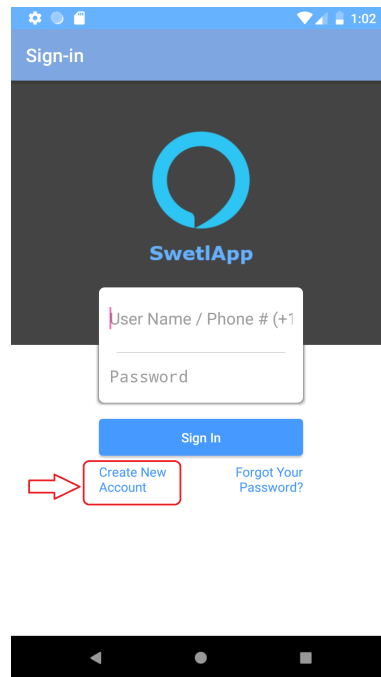 1:02
Sign-in
SwetlApp
User Name / Phone # (+1
Password
Sign In
Create New
Account
Forgot Your
Password?